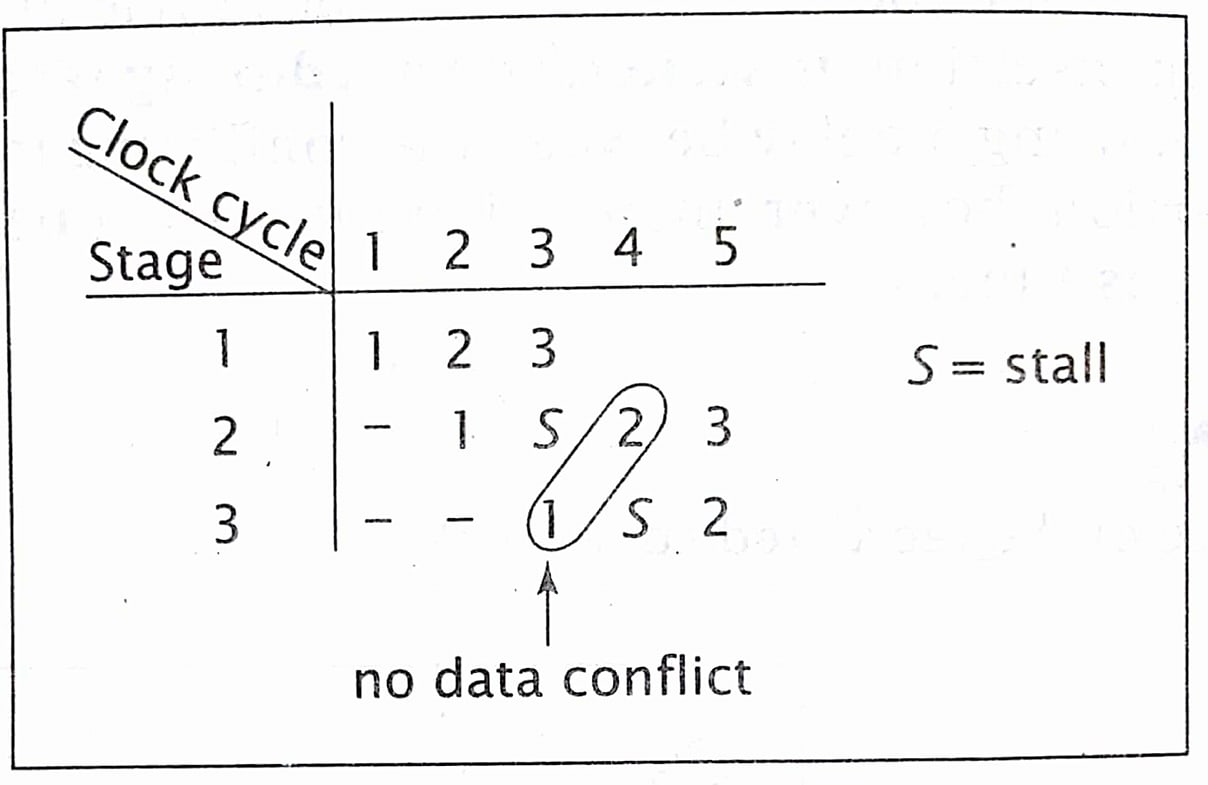 Clock cycle
Stage 1 2 3 4 5
1 1 2 3
2 – 1 S 2 3
3 – – 1 S 2
S = stall
no data conflict